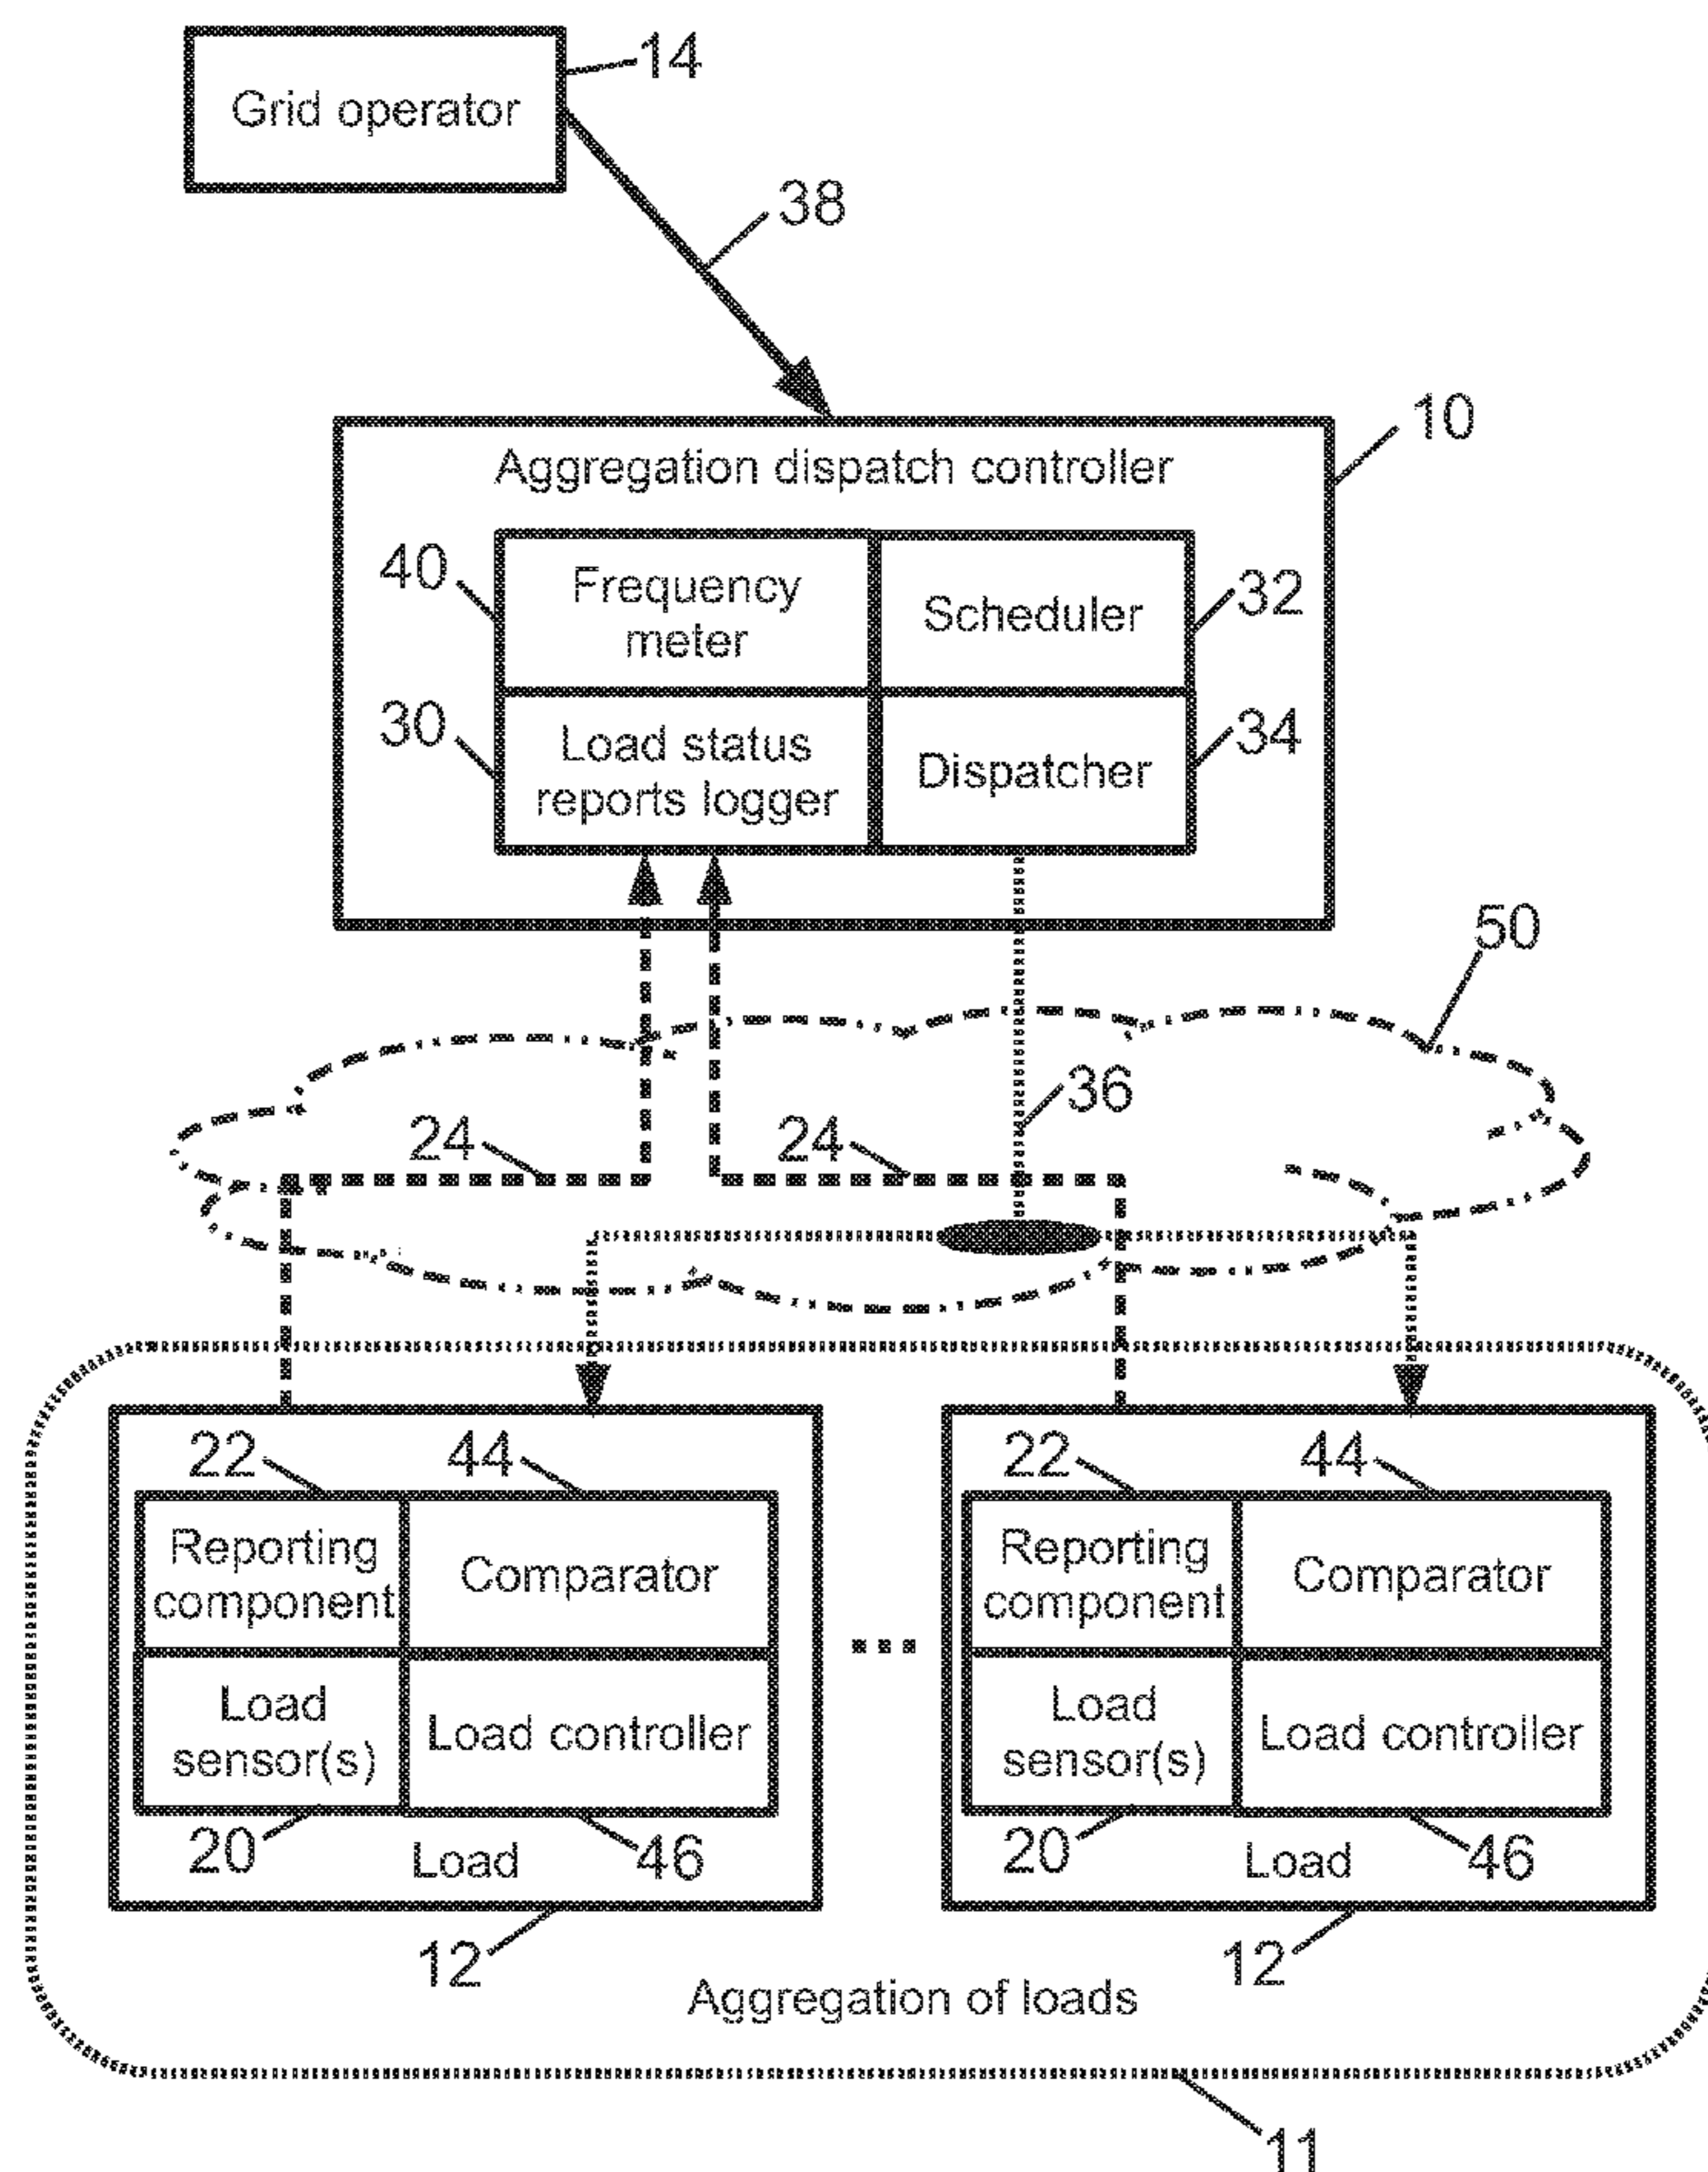 Grid operator
14
38
10
Aggregation dispatch controller
40
Frequency
meter
Scheduler
32
30
Load status
reports logger
Dispatcher
34
50
36
24
24
22
44
22
44
Reporting
component
Comparator
Reporting
component
Comparator
...
Load
sensor(s)
Load controller
Load
sensor(s)
Load controller
20
Load
46
20
Load
46
12
12
Aggregation of loads
11